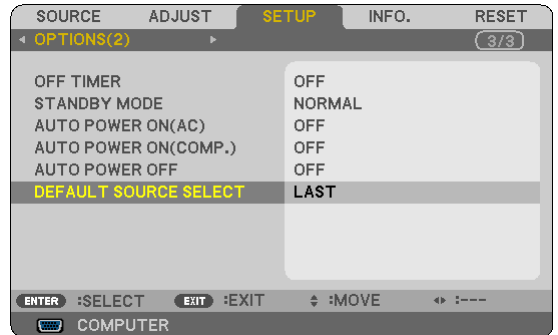 SOURCE ADJUST SETUP INFO. RESET
OPTIONS(2) 3/3
OFF TIMER OFF
STANDBY MODE NORMAL
AUTO POWER ON(AC) OFF
AUTO POWER ON(COMP.) OFF
AUTO POWER OFF OFF
DEFAULT SOURCE SELECT LAST
ENTER :SELECT EXIT :EXIT :MOVE :---
COMPUTER